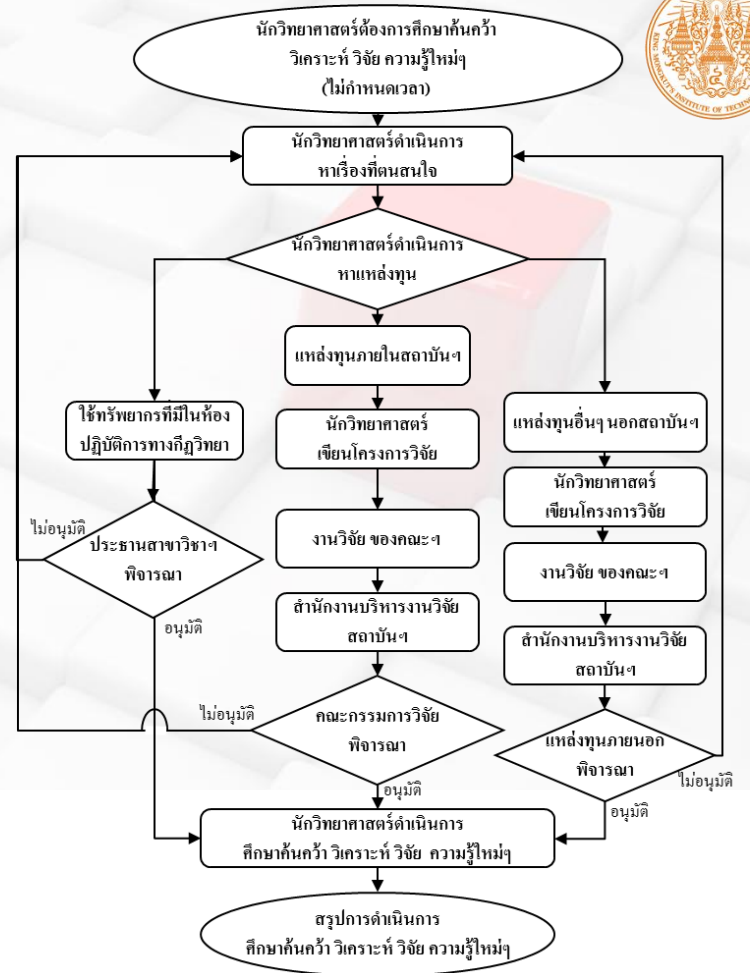 นักวิทยาศาสตร์ต้องการศึกษาค้นคว้า
วิเคราะห์ วิจัย ความรู้ใหม่ๆ
(ไม่กำหนดเวลา)
KING MONGKUT'S INSTITUTE OF TECHN
นักวิทยาศาสตร์ดำเนินการ
หาเรื่องที่ตนสนใจ
นักวิทยาศาสตร์ดำเนินการ
หาแหล่งทุน
ใช้ทรัพยากรที่มีในห้อง
ปฏิบัติการทางกีฏวิทยา
ไม่อนุมัติ
ประธานสาขาวิชาฯ
พิจารณา
อนุมัติ
แหล่งทุนภายในสถาบันฯ
นักวิทยาศาสตร์
เขียนโครงการวิจัย
งานวิจัย ของคณะฯ
สำนักงานบริหารงานวิจัย
สถาบันฯ
ไม่อนุมัติ
คณะกรรมการวิจัย
พิจารณา
อนุมัติ
แหล่งทุนอื่นๆ นอกสถาบันฯ
นักวิทยาศาสตร์
เขียนโครงการวิจัย
งานวิจัย ของคณะฯ
สำนักงานบริหารงานวิจัย
สถาบันฯ
แหล่งทุนภายนอก
พิจารณา
ไม่อนุมัติ
อนุมัติ
นักวิทยาศาสตร์ดำเนินการ
ศึกษาค้นคว้า วิเคราะห์ วิจัย ความรู้ใหม่ๆ
สรุปการดำเนินการ
ศึกษาค้นคว้า วิเคราะห์ วิจัย ความรู้ใหม่ๆ